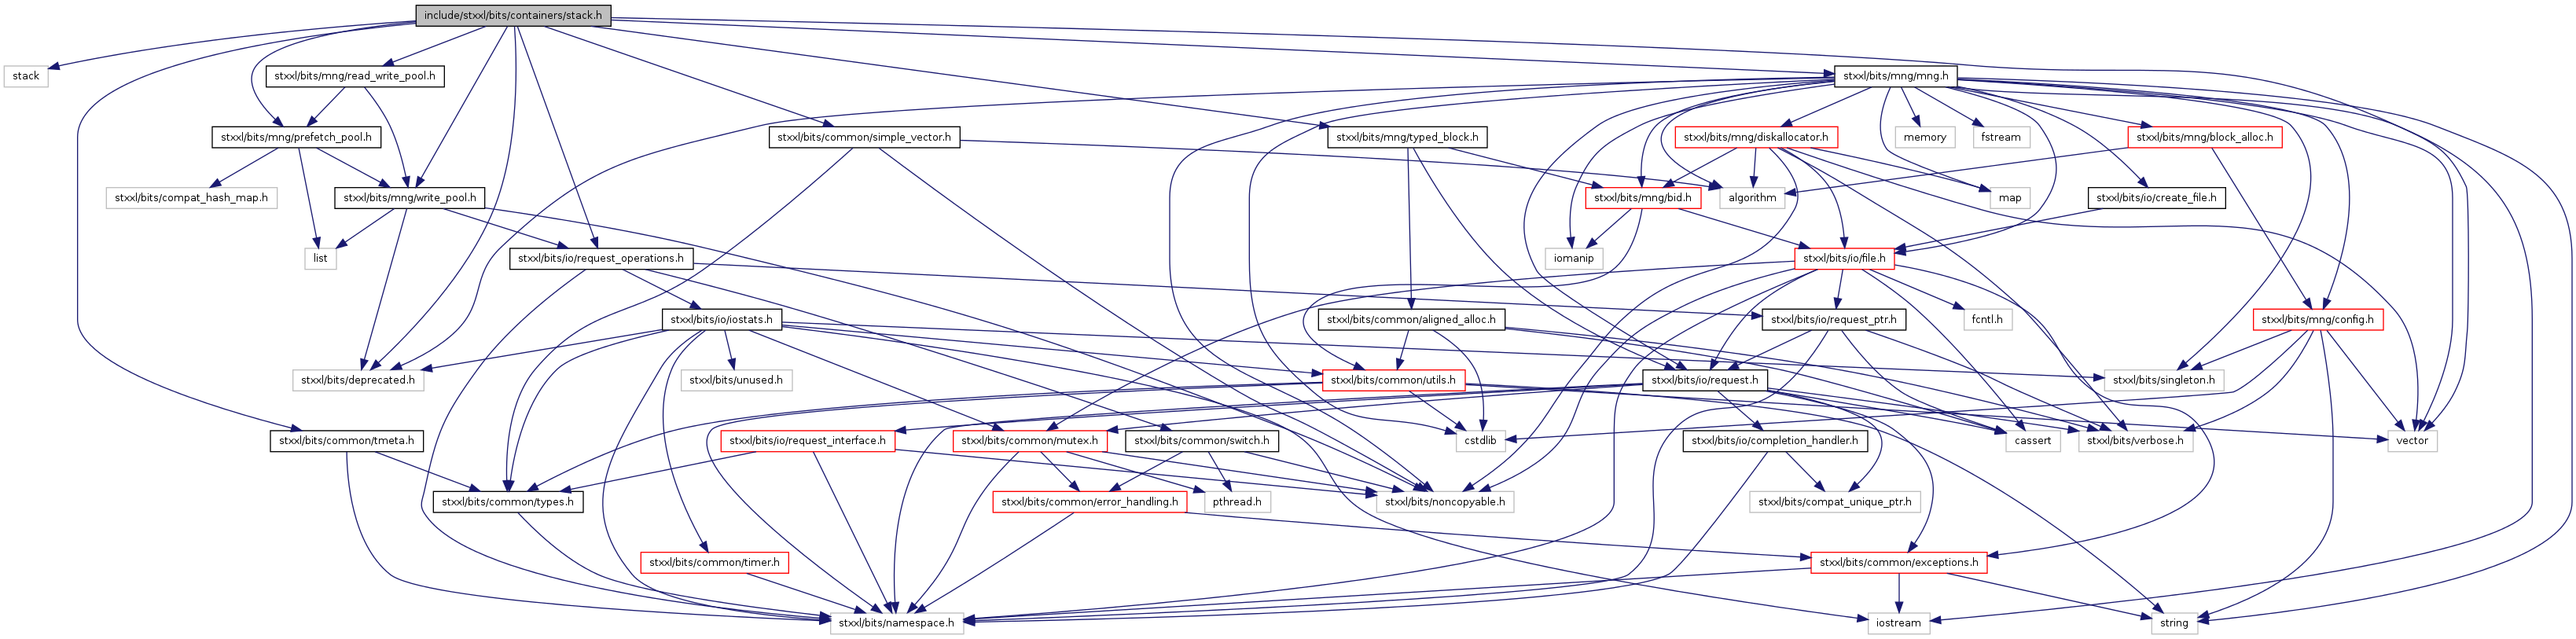 include/stxxl/bits/containers/stack.h
stack
stxxl/bits/mng/read_write_pool.h
stxxl/bits/mng/mng.h
stxxl/bits/mng/prefetch_pool.h
stxxl/bits/common/simple_vector.h
stxxl/bits/mng/typed_block.h
stxxl/bits/mng/diskallocator.h
memory
fstream
stxxl/bits/mng/block_alloc.h
stxxl/bits/compat_hash_map.h
stxxl/bits/mng/write_pool.h
stxxl/bits/mng/bid.h
algorithm
map
stxxl/bits/io/create_file.h
list
stxxl/bits/io/request_operations.h
iomanip
stxxl/bits/io/file.h
stxxl/bits/io/iostats.h
stxxl/bits/common/aligned_alloc.h
stxxl/bits/io/request_ptr.h
fcntl.h
stxxl/bits/mng/config.h
stxxl/bits/deprecated.h
stxxl/bits/unused.h
stxxl/bits/common/utils.h
stxxl/bits/io/request.h
stxxl/bits/singleton.h
stxxl/bits/common/tmeta.h
stxxl/bits/io/request_interface.h
stxxl/bits/common/mutex.h
stxxl/bits/common/switch.h
cstdlib
stxxl/bits/io/completion_handler.h
cassert
stxxl/bits/verbose.h
vector
stxxl/bits/common/types.h
stxxl/bits/common/error_handling.h
pthread.h
stxxl/bits/noncopyable.h
stxxl/bits/compat_unique_ptr.h
stxxl/bits/common/timer.h
stxxl/bits/common/exceptions.h
stxxl/bits/namespace.h
iostream
string